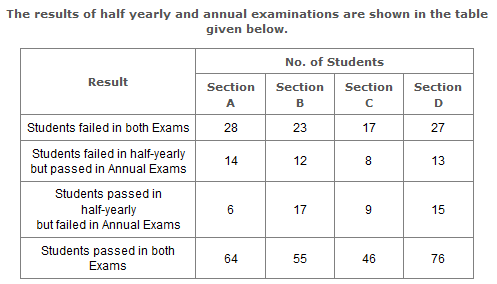 The results of half yearly and annual examinations are shown in the table
given below.
Result
No. of Students
Section A
Section B
Section C
Section D
Students failed in both Exams 28 23 17 27
Students failed in half-yearly
but passed in Annual Exams 14 12 8 13
Students passed in
half-yearly
but failed in Annual Exams 6 17 9 15
Students passed in both
Exams 64 55 46 76